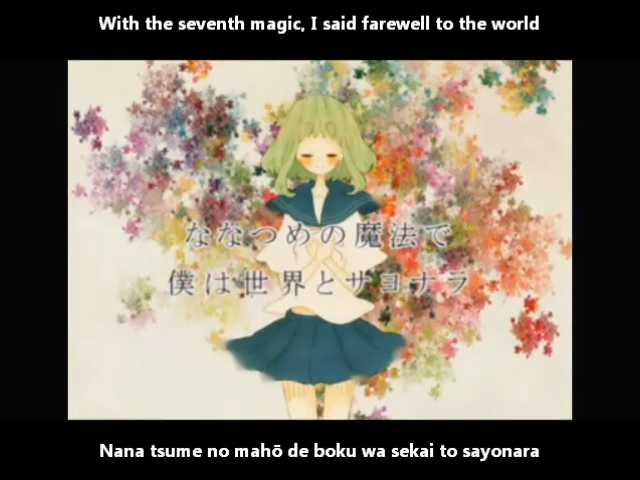 With the seventh magic, I said farewell to the world
ななつめの魔法で
僕は世界とサヨナラ
Nana tsume no mahō de boku wa sekai to sayonara